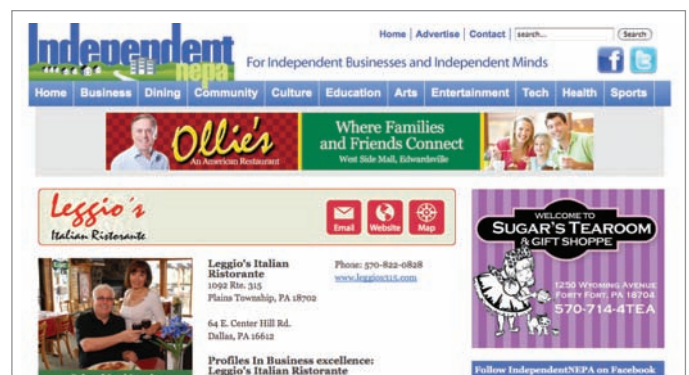 Home | Advertise | Contact | search... Search
Independent
nepa
For Independent Businesses and Independent Minds
f t
Home Business Dining Community Culture Education Arts Entertainment Tech Health Sports
Ollie's
An American Restaurant
Where Families
and Friends Connect
West Side Mall, Edwardsville
Leggio's
Italian Ristorante
Email Website Map
Leggio's Italian
Ristorante
1092 Rte. 315
Plains Township, PA 18702
64 E. Center Hill Rd.
Dallas, PA 16612
Phone: 570-822-0828
www.leggios315.com
Profiles In Business excellence:
Leggio's Italian Ristorante
WELCOME TO
SUGAR'S TEAROOM
& GIFT SHOPPE
1250 WYOMING AVENUE
FORTY FORT, PA 18704
570-714-4TEA
Follow IndependentNEPA on Facebook